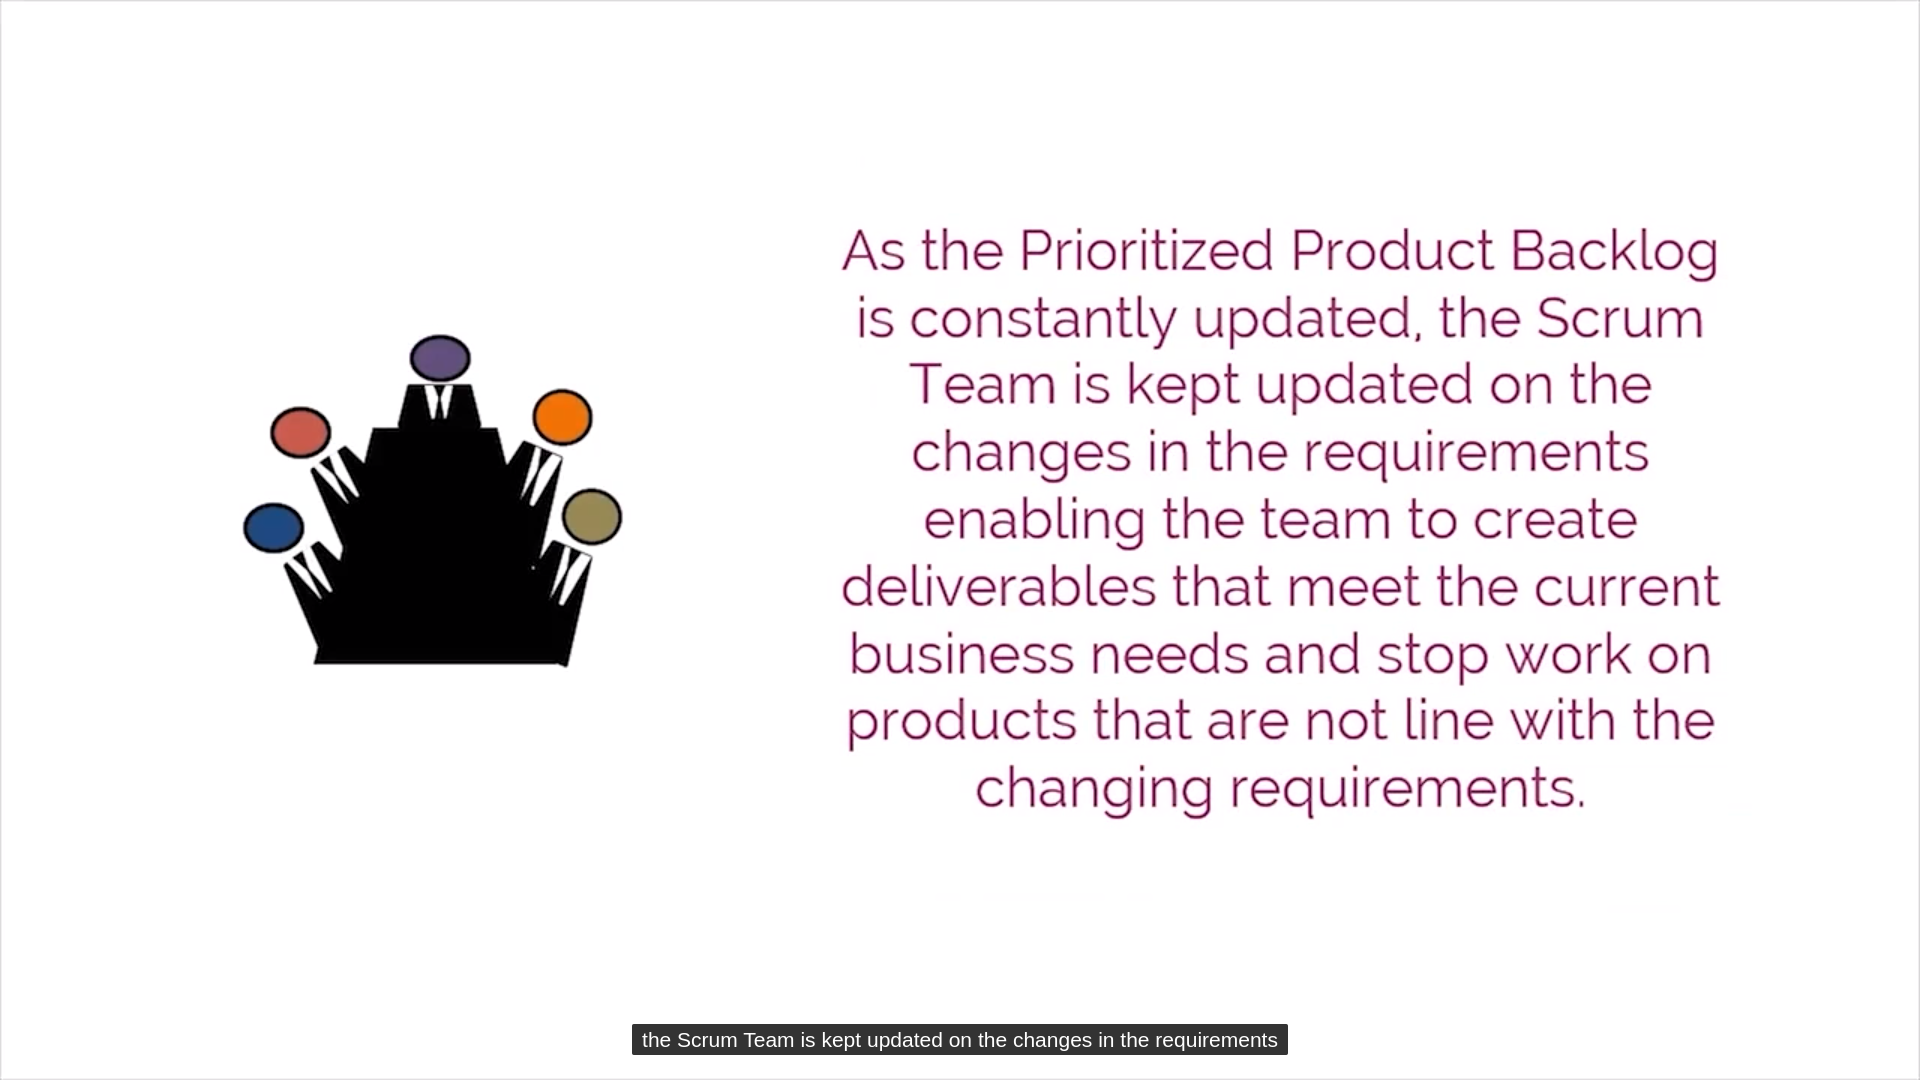 As the Prioritized Product Backlog
is constantly updated, the Scrum
Team is kept updated on the
changes in the requirements
enabling the team to create
deliverables that meet the current
business needs and stop work on
products that are not line with the
changing requirements.
the Scrum Team is kept updated on the changes in the requirements